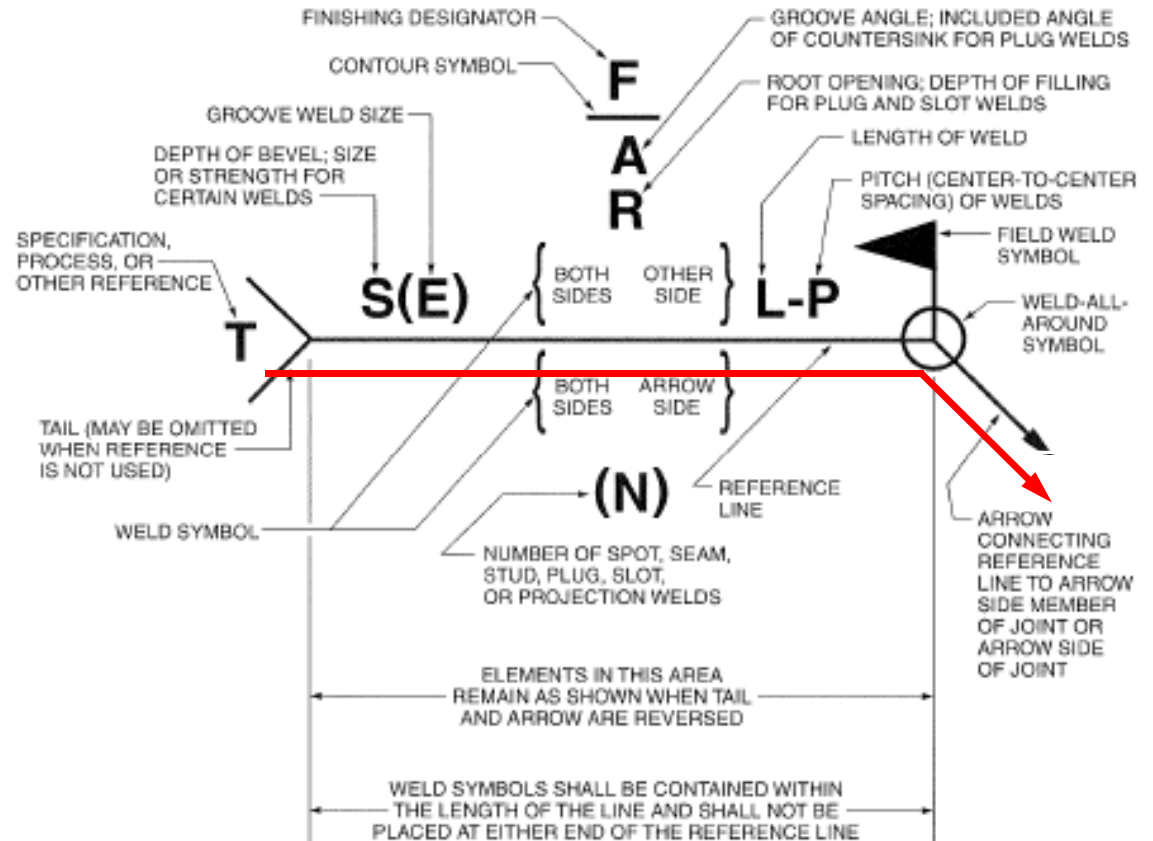 FINISHING DESIGNATOR
CONTOUR SYMBOL
GROOVE WELD SIZE
DEPTH OF BEVEL; SIZE
OR STRENGTH FOR
CERTAIN WELDS
SPECIFICATION,
PROCESS, OR
OTHER REFERENCE
F
A
R
GROOVE ANGLE; INCLUDED ANGLE
OF COUNTERSINK FOR PLUG WELDS
ROOT OPENING; DEPTH OF FILLING
FOR PLUG AND SLOT WELDS
LENGTH OF WELD
PITCH (CENTER-TO-CENTER
SPACING) OF WELDS
FIELD WELD
SYMBOL
WELD-ALL-
AROUND
SYMBOL
T
S(E)
{ BOTH
SIDES
OTHER
SIDE }
L-P
{ BOTH
SIDES
ARROW
SIDE }
TAIL (MAY BE OMITTED
WHEN REFERENCE
IS NOT USED)
WELD SYMBOL
(N)
REFERENCE
LINE
NUMBER OF SPOT, SEAM,
STUD, PLUG, SLOT,
OR PROJECTION WELDS
ARROW
CONNECTING
REFERENCE
LINE TO ARROW
SIDE MEMBER
OF JOINT OR
ARROW SIDE
OF JOINT
ELEMENTS IN THIS AREA
REMAIN AS SHOWN WHEN TAIL
AND ARROW ARE REVERSED
WELD SYMBOLS SHALL BE CONTAINED WITHIN
THE LENGTH OF THE LINE AND SHALL NOT BE
PLACED AT EITHER END OF THE REFERENCE LINE